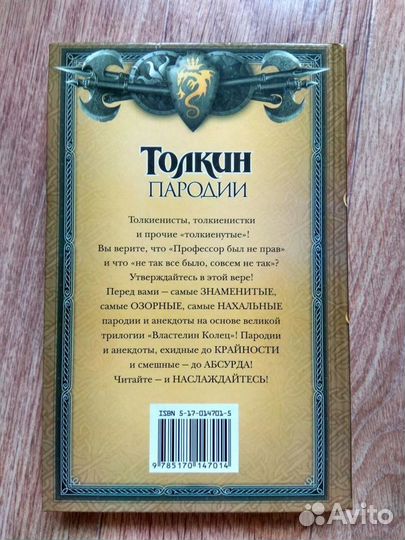 ТОЛКИН
ПАРОДИИ
Толкиенисты, толкиенистки
и прочие «толкиенутые»!
Вы верите, что «Профессор был не прав»
и что «не так все было, совсем не так»?
Утверждайтесь в этой вере!
Перед вами – самые ЗНАМЕНИТЫЕ,
самые ОЗОРНЫЕ, самые НАХАЛЬНЫЕ
пародии и анекдоты на основе великой
трилогии «Властелин Колец»! Пародии
и анекдоты, ехидные до КРАЙНОСТИ
и смешные – до АБСУРДА!
Читайте – и НАСЛАЖДАЙТЕСЬ!
ISBN 5-17-014701-5
9 785170 147014
Avito